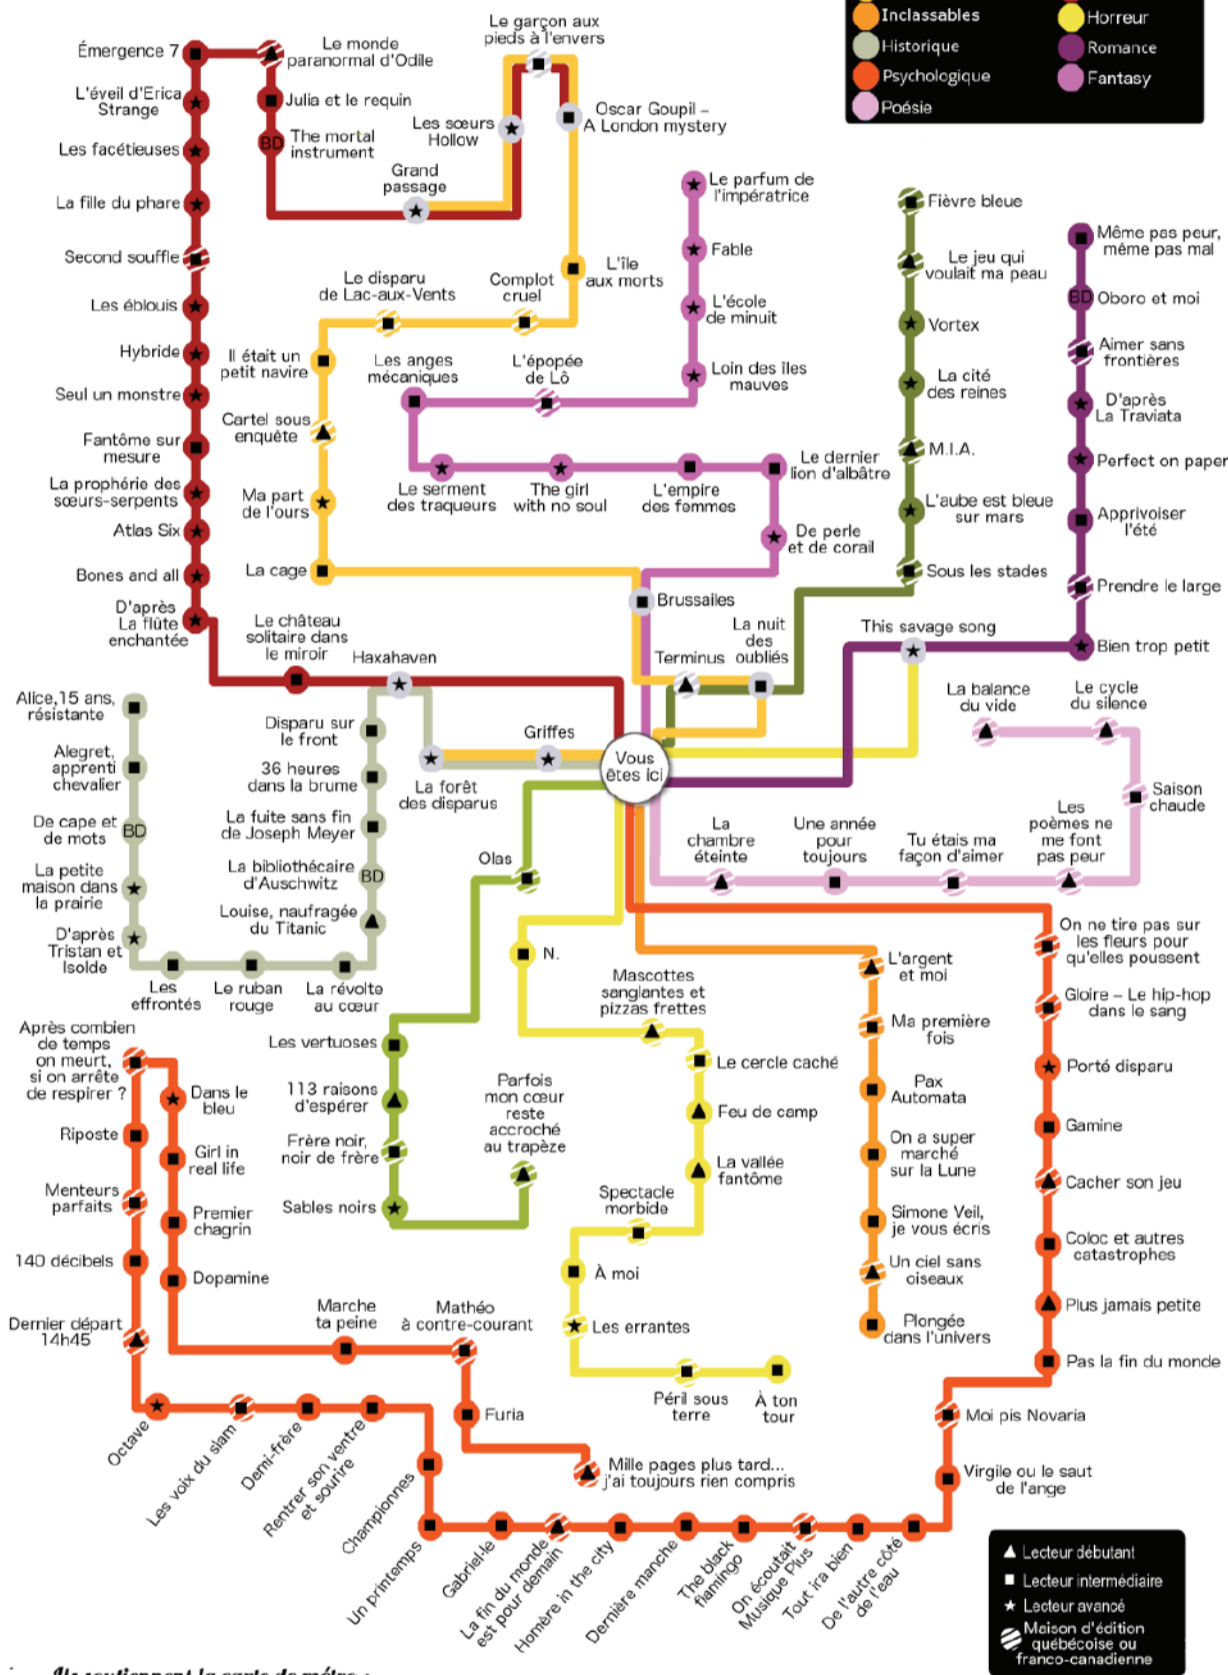 Inclassables
Historique
Psychologique
Poésie
Horreur
Romance
Fantasy
Le garçon aux
pieds à l'envers
Émergence 7
Le monde
paranormal d'Odile
L'éveil d'Erica
Strange
Julia et le requin
Les sœurs
Hollow
Oscar Goupil –
A London mystery
Les facétieuses
BD
The mortal
instrument
Grand
passage
La fille du phare
Second souffle
Les éblouis
Hybride
Seul un monstre
Fantôme sur
mesure
La prophérie des
sœurs-serpents
Atlas Six
Bones and all
D'après
La flûte
enchantée
Le château
solitaire dans
le miroir
Haxahaven
L'île
aux morts
Complot
cruel
Le disparu
de Lac-aux-Vents
Il était un
petit navire
Cartel sous
enquête
Ma part
de l'ours
La cage
Le parfum de
l'impératrice
Fable
L'école
de minuit
Loin des îles
mauves
L'épopée
de Lô
Les anges
mécaniques
Le serment
des traqueurs
The girl
with no soul
L'empire
des femmes
Le dernier
lion d'albâtre
De perle
et de corail
Brussailes
Terminus
La nuit
des
oubliés
Fièvre bleue
Le jeu qui
voulait ma peau
Vortex
La cité
des reines
M.I.A.
L'aube est bleue
sur mars
Sous les stades
Même pas peur,
même pas mal
BD
Oboro et moi
Aimer sans
frontières
D'après
La Traviata
Perfect on paper
Apprivoiser
l'été
Prendre le large
Bien trop petit
This savage song
Vous
êtes ici
Griffes
La forêt
des disparus
Disparu sur
le front
36 heures
dans la brume
La fuite sans fin
de Joseph Meyer
La bibliothécaire
d'Auschwitz
BD
Louise, naufragée
du Titanic
La révolte
au cœur
Le ruban
rouge
Les
effrontés
D'après
Tristan et
Isolde
La petite
maison dans
la prairie
De cape et
de mots
BD
Alegret,
apprenti
chevalier
Alice,15 ans,
résistante
La balance
du vide
Le cycle
du silence
Saison
chaude
Les
poèmes ne
me font
pas peur
Tu étais ma
façon d'aimer
Une année
pour
toujours
La
chambre
éteinte
Olas
Les vertuoses
113 raisons
d'espérer
Frère noir,
noir de frère
Sables noirs
Parfois
mon cœur
reste
accroché
au trapèze
N.
Mascottes
sanglantes et
pizzas frettes
Le cercle caché
Feu de camp
La vallée
fantôme
Spectacle
morbide
À moi
Les errantes
Péril sous
terre
À ton
tour
L'argent
et moi
Ma première
fois
Pax
Automata
On a super
marché
sur la Lune
Simone Veil,
je vous écris
Un ciel sans
oiseaux
Plongée
dans l'univers
On ne tire pas sur
les fleurs pour
qu'elles poussent
Gloire – Le hip-hop
dans le sang
Porté disparu
Gamine
Cacher son jeu
Coloc et autres
catastrophes
Plus jamais petite
Pas la fin du monde
Moi pis Novaria
Virgile ou le saut
de l'ange
De l'autre côté
de l'eau
Tout ira bien
On écoutait
Musique Plus
The black
flamingo
Dernière manche
Homère in the city
La fin du monde
est pour demain
Gabriel-le
Un printemps
Championnes
Rentrer son ventre
et sourire
Demi-frère
Les voix du slam
Octave
Dernier départ
14h45
140 décibels
Menteurs
parfaits
Riposte
Après combien
de temps
on meurt,
si on arrête
de respirer ?
Dans le
bleu
Girl in
real life
Premier
chagrin
Dopamine
Marche
ta peine
Mathéo
à contre-courant
Furia
Mille pages plus tard...
j'ai toujours rien compris
Lecteur débutant
Lecteur intermédiaire
Lecteur avancé
Maison d'édition
québécoise ou
franco-canadienne